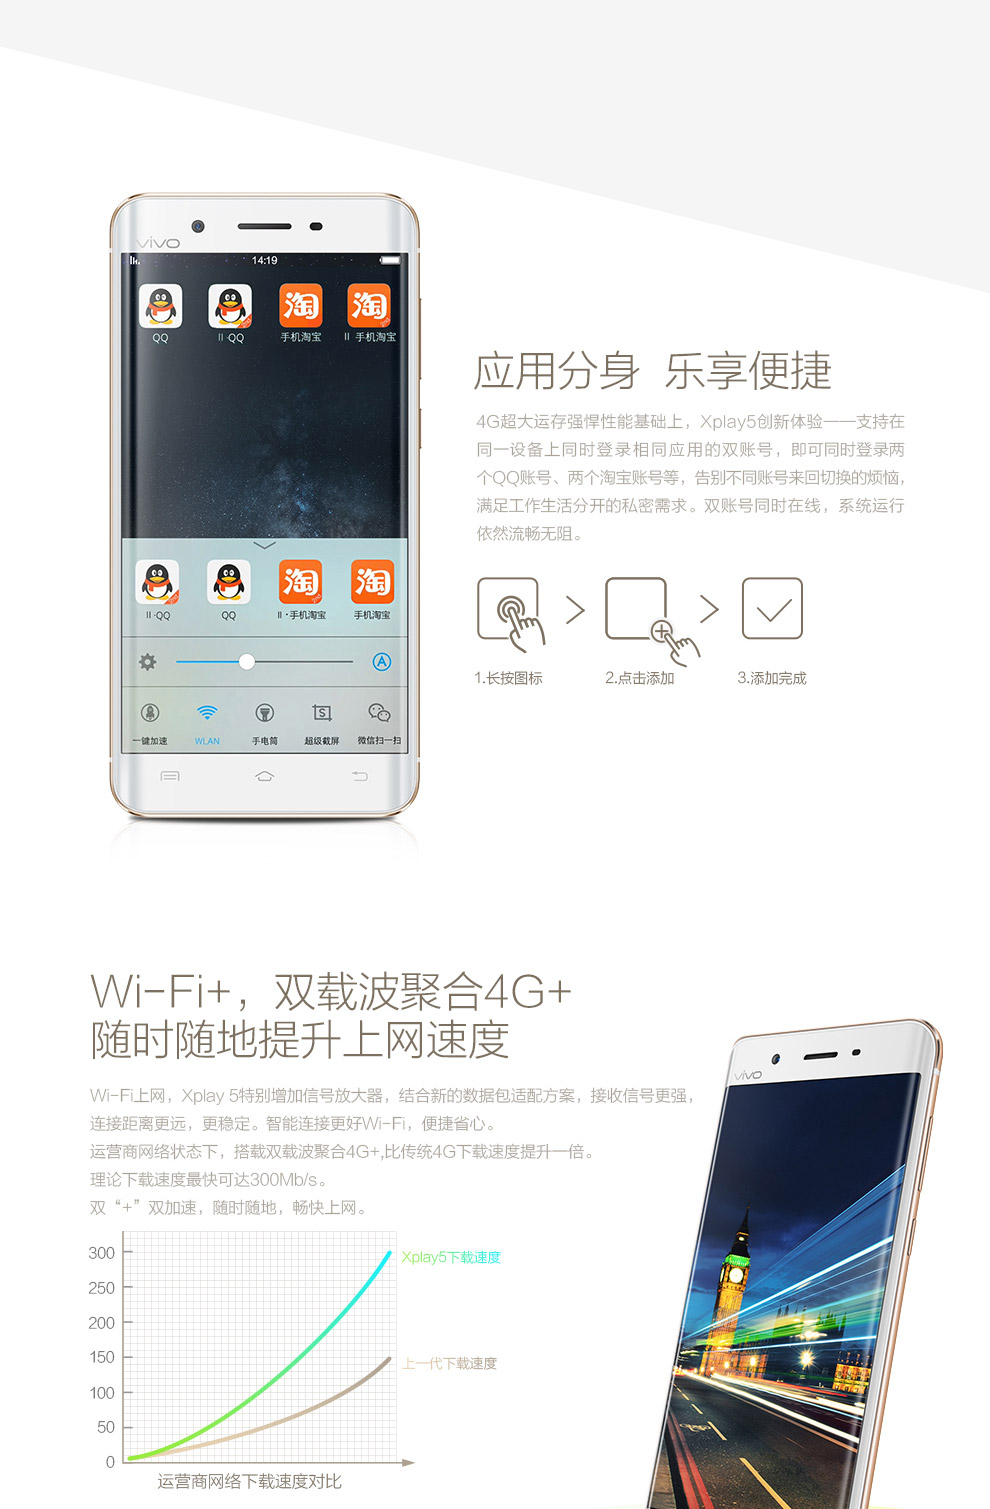 vivo
14:19
QQ
II·QQ
手机淘宝
II 手机淘宝
II·QQ
QQ
II·手机淘宝
手机淘宝
一键加速
WLAN
手电筒
超级截屏
微信扫一扫
应用分身 乐享便捷
4G超大运存强悍性能基础上，Xplay5创新体验——支持在
同一设备上同时登录相同应用的双账号，即可同时登录两
个QQ账号、两个淘宝账号等，告别不同账号来回切换的烦恼，
满足工作生活分开的私密需求。双账号同时在线，系统运行
依然流畅无阻。
1.长按图标
2.点击添加
3.添加完成
Wi-Fi+，双载波聚合4G+
随时随地提升上网速度
Wi-Fi上网，Xplay 5特别增加信号放大器，结合新的数据包适配方案，接收信号更强，
连接距离更远，更稳定。智能连接更好Wi-Fi，便捷省心。
运营商网络状态下，搭载双载波聚合4G+,比传统4G下载速度提升一倍。
理论下载速度最快可达300Mb/s。
双“+”双加速，随时随地，畅快上网。
300
250
200
150
100
50
0
Xplay5下载速度
上一代下载速度
运营商网络下载速度对比
vivo